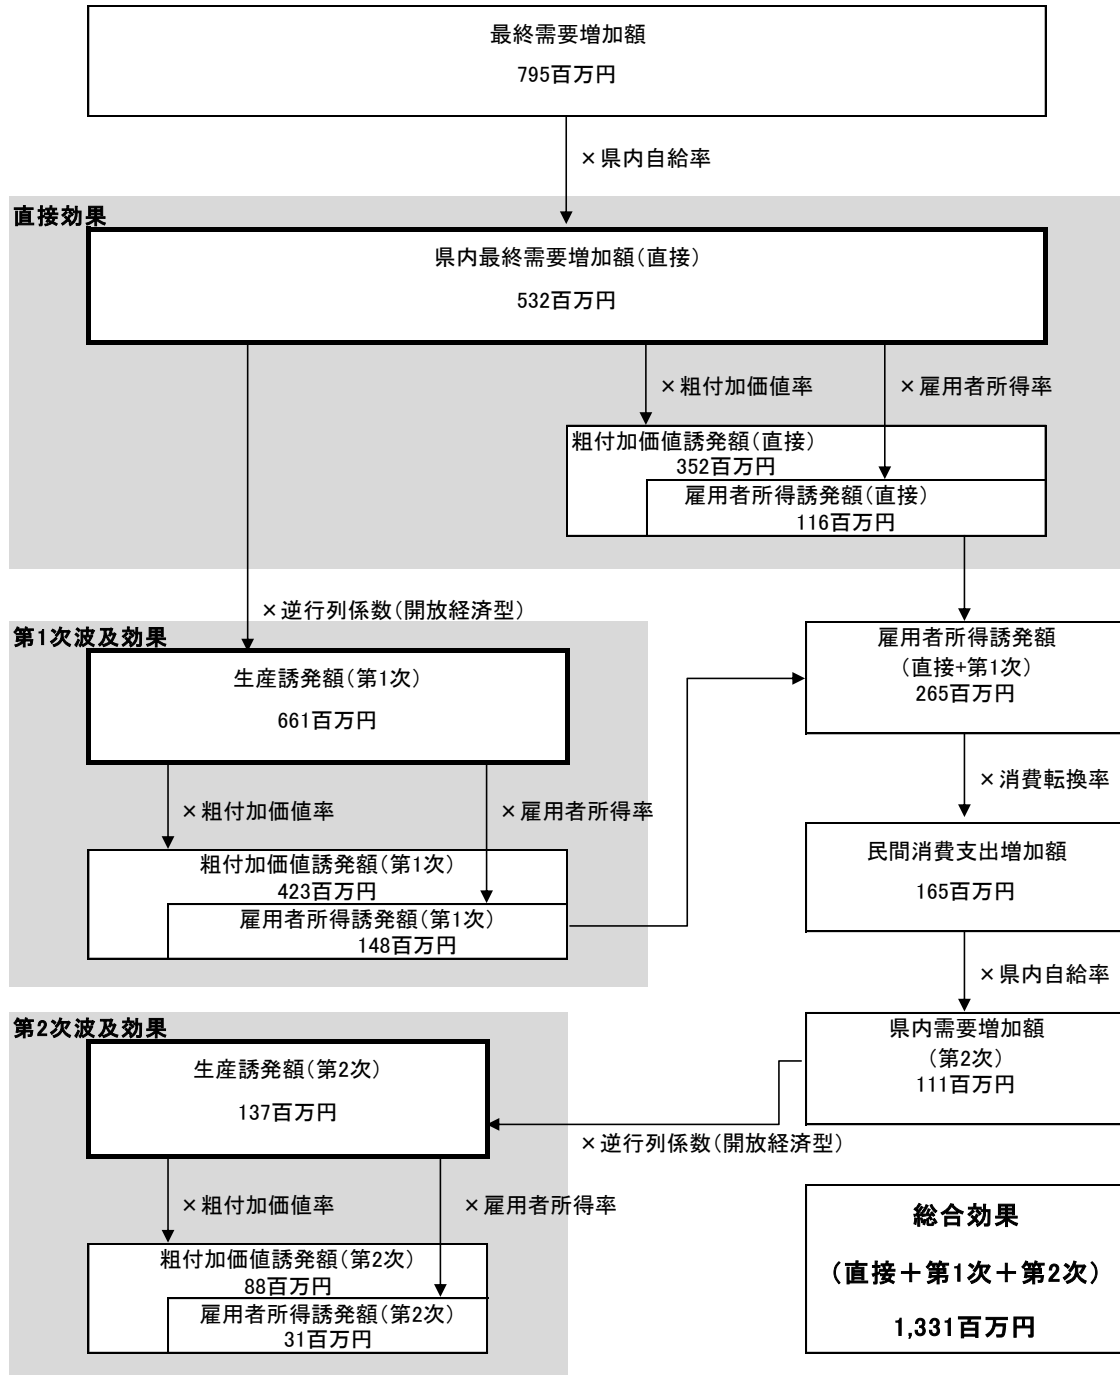 最終需要増加額
795百万円
×県内自給率
直接効果
県内最終需要増加額(直接)
532百万円
×粗付加価値率
×雇用者所得率
粗付加価値誘発額(直接)
352百万円
雇用者所得誘発額(直接)
116百万円
×逆行列係数(開放経済型)
第1次波及効果
生産誘発額(第1次)
661百万円
×粗付加価値率
×雇用者所得率
粗付加価値誘発額(第1次)
423百万円
雇用者所得誘発額(第1次)
148百万円
雇用者所得誘発額
(直接+第1次)
265百万円
×消費転換率
民間消費支出増加額
165百万円
×県内自給率
県内需要増加額
(第2次)
111百万円
×逆行列係数(開放経済型)
第2次波及効果
生産誘発額(第2次)
137百万円
×粗付加価値率
×雇用者所得率
粗付加価値誘発額(第2次)
88百万円
雇用者所得誘発額(第2次)
31百万円
総合効果
(直接+第1次+第2次)
1,331百万円